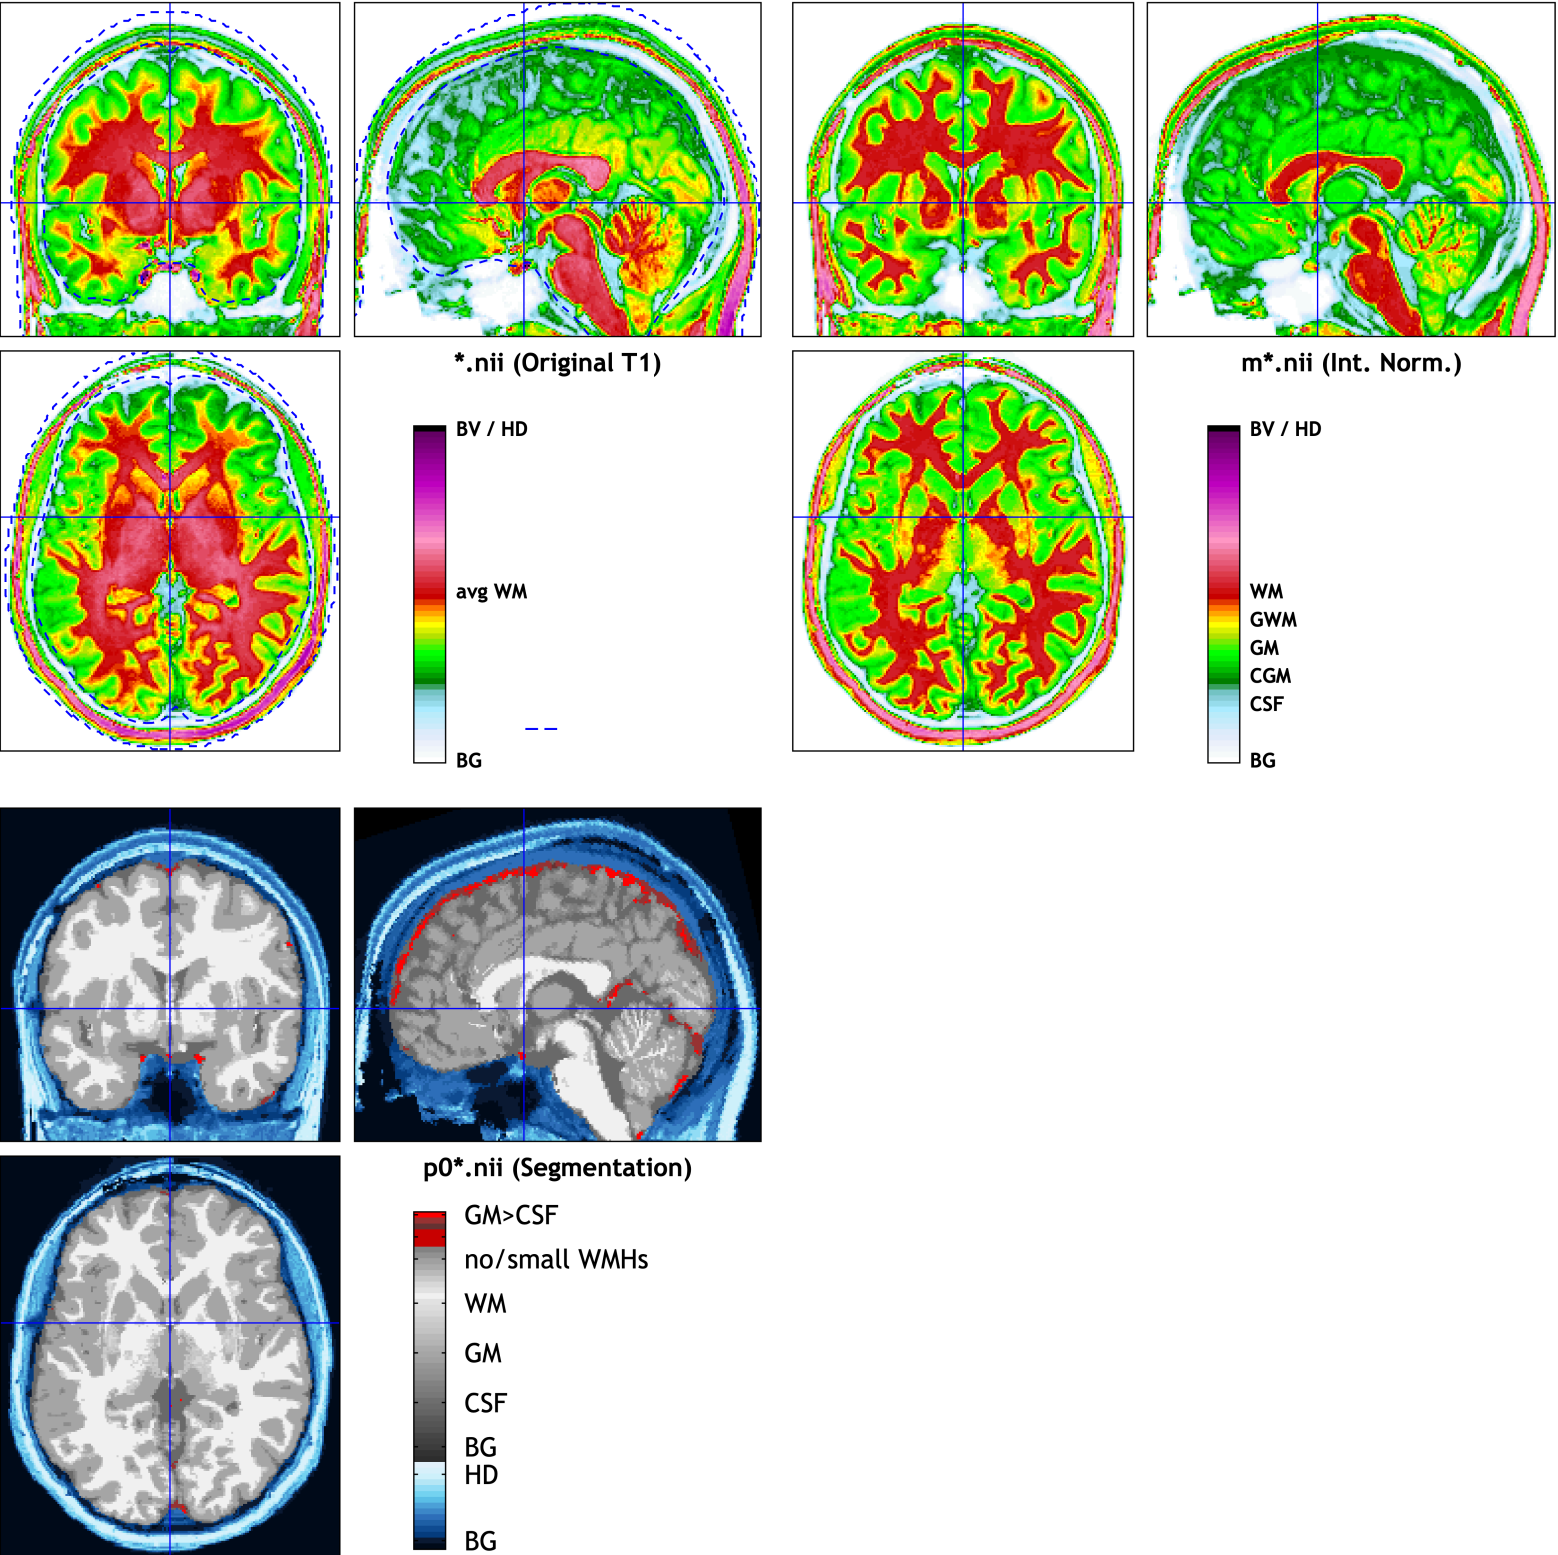 *.nii (Original T1)
BV / HD
avg WM
BG
m*.nii (Int. Norm.)
BV / HD
WM
GWM
GM
CGM
CSF
BG
p0*.nii (Segmentation)
GM>CSF
no/small WMHs
WM
GM
CSF
BG
HD
BG